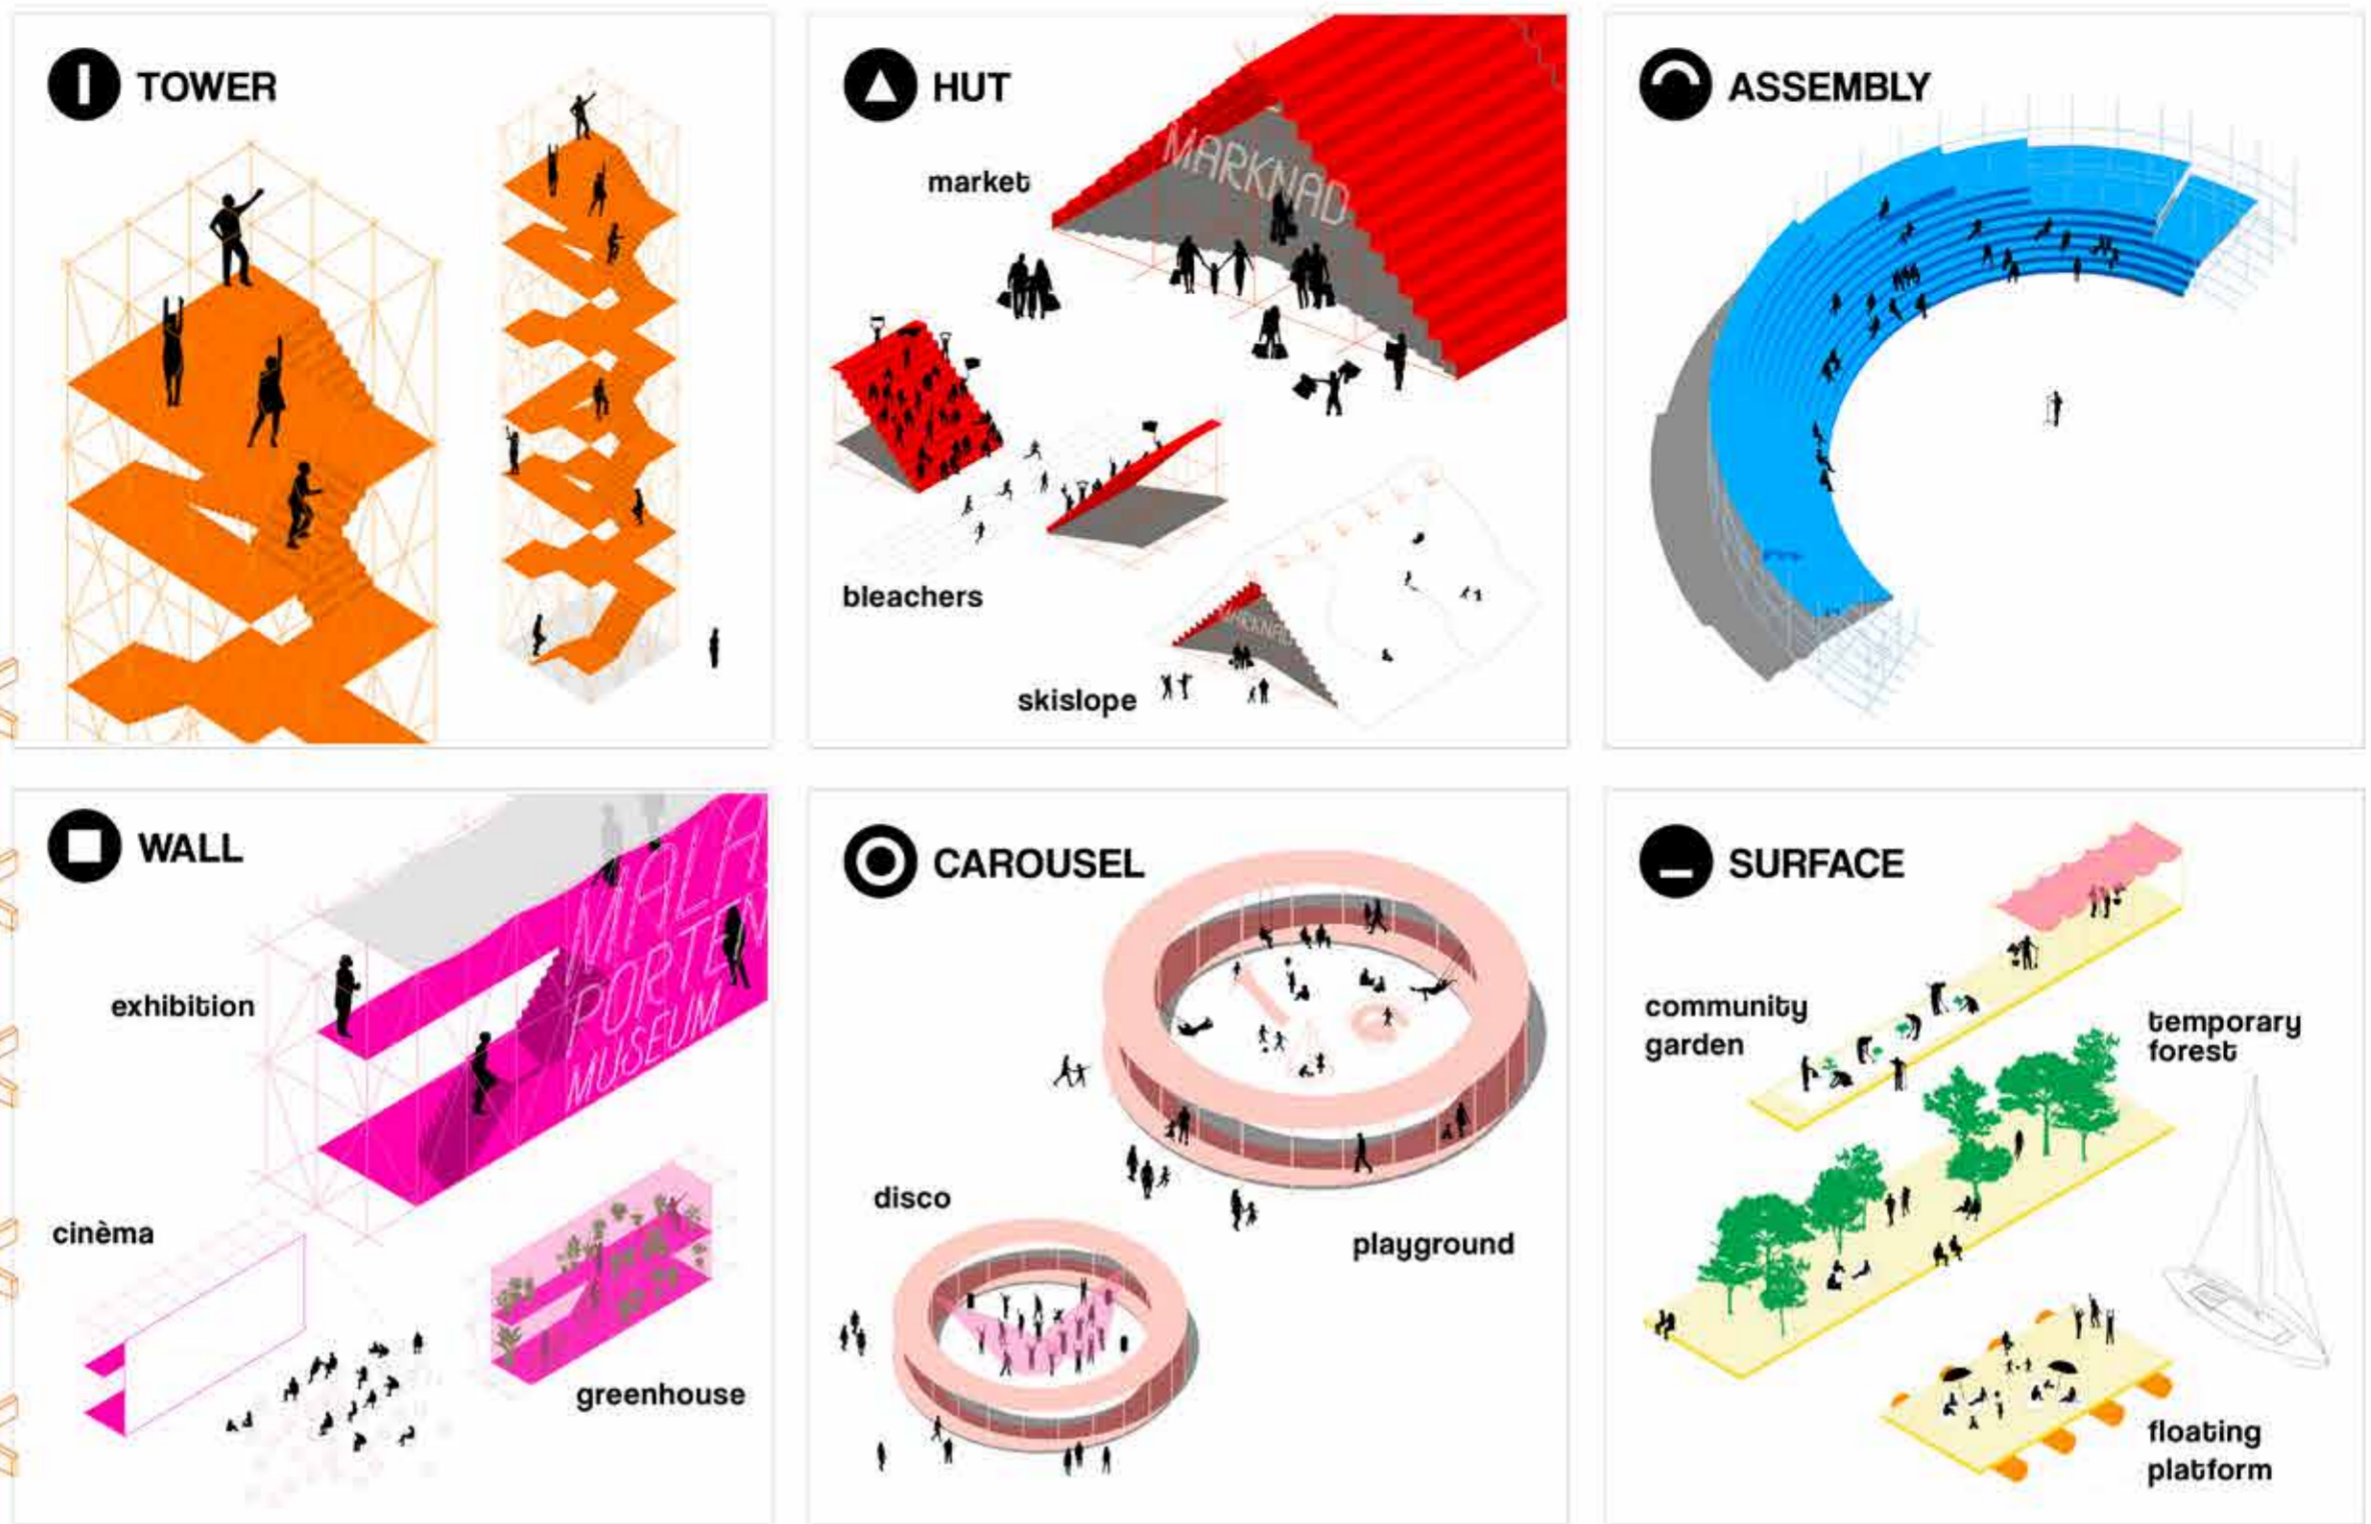 TOWER
HUT
market
MARKNAD
bleachers
MARKNAD
skislope
ASSEMBLY
WALL
exhibition
PORTEN
MUSEUM
cinèma
greenhouse
CAROUSEL
disco
playground
SURFACE
community
garden
temporary
forest
floating
platform